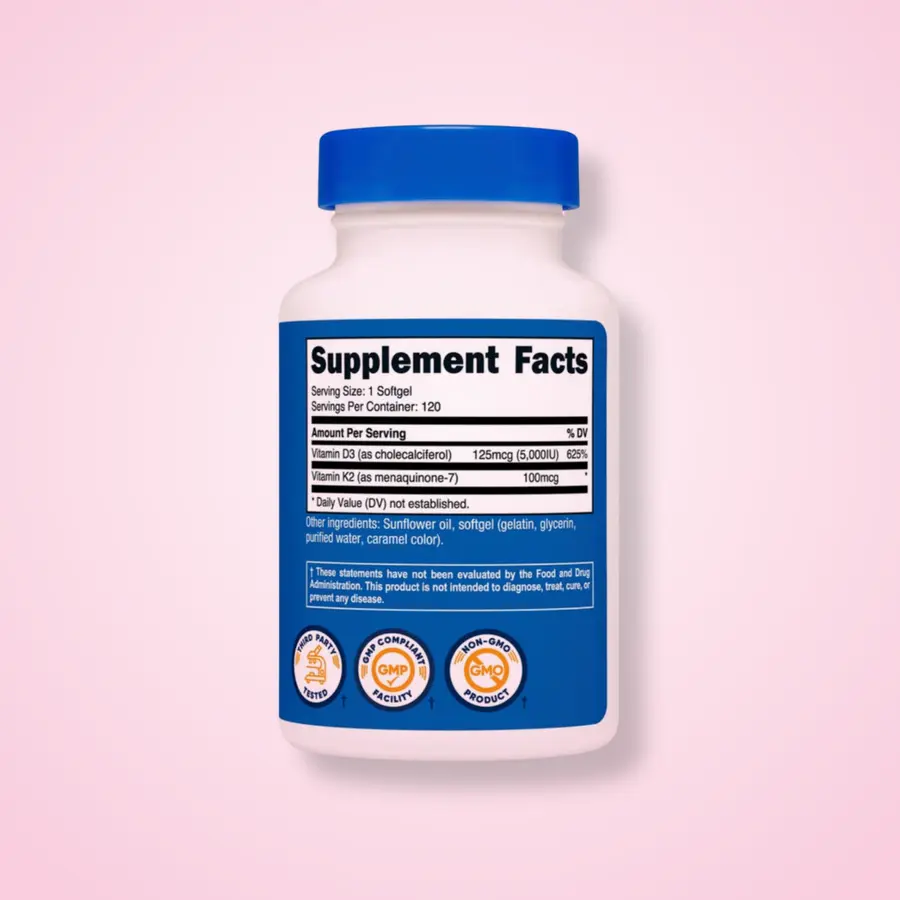 Supplement Facts
Serving Size: 1 Softgel
Servings Per Container: 120
Amount Per Serving % DV
Vitamin D3 (as cholecalciferol) 125mcg (5,000IU) 625%
Vitamin K2 (as menaquinone-7) 100mcg *
* Daily Value (DV) not established.
Other ingredients: Sunflower oil, softgel (gelatin, glycerin,
purified water, caramel color).
† These statements have not been evaluated by the Food and Drug
Administration. This product is not intended to diagnose, treat, cure, or
prevent any disease.
THIRD PARTY
TESTED
†
GMP COMPLIANT
GMP
FACILITY
†
NON-GMO
GMO
PRODUCT
†